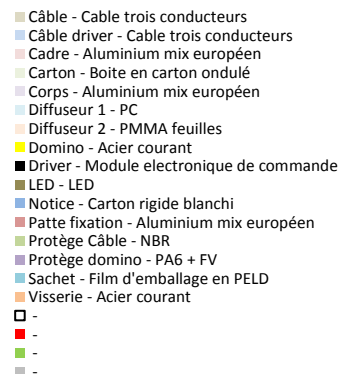 Câble - Cable trois conducteurs
Câble driver - Cable trois conducteurs
Cadre - Aluminium mix européen
Carton - Boite en carton ondulé
Corps - Aluminium mix européen
Diffuseur 1 - PC
Diffuseur 2 - PMMA feuilles
Domino - Acier courant
Driver - Module electronique de commande
LED - LED
Notice - Carton rigide blanchi
Patte fixation - Aluminium mix européen
Protège Câble - NBR
Protège domino - PA6 + FV
Sachet - Film d'emballage en PELD
Visserie - Acier courant
-
-
-
-